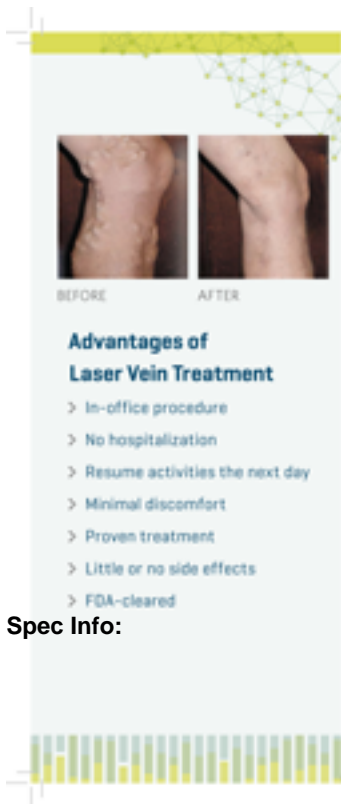 BEFORE AFTER
Advantages of
Laser Vein Treatment
> In-office procedure
> No hospitalization
> Resume activities the next day
> Minimal discomfort
> Proven treatment
> Little or no side effects
> FDA-cleared
Spec Info: